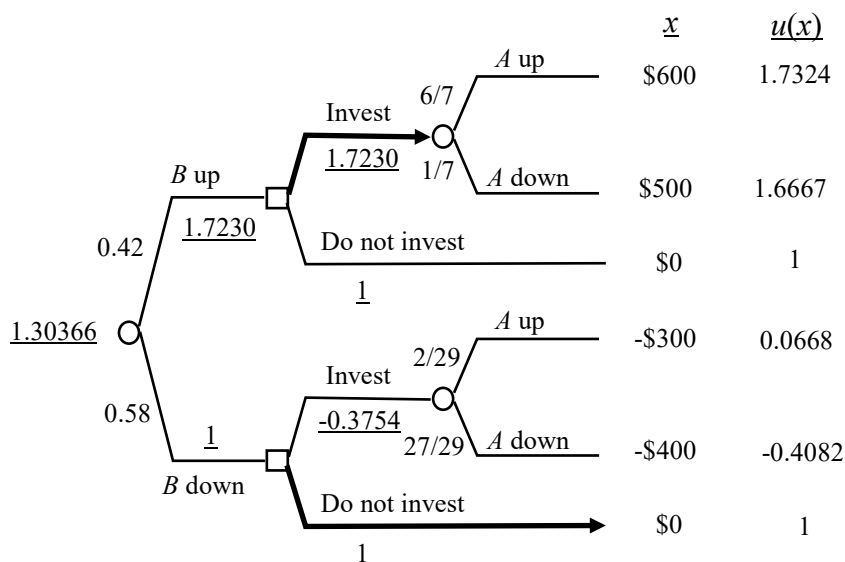 x u(x)
A up
$600 1.7324
6/7
Invest
1.7230
1/7
A down
$500 1.6667
B up
1.7230
Do not invest
$0 1
1
0.42
1.30366
A up
-$300 0.0668
2/29
Invest
-0.3754
0.58
27/29
A down
-$400 -0.4082
1
B down
Do not invest
$0 1
1